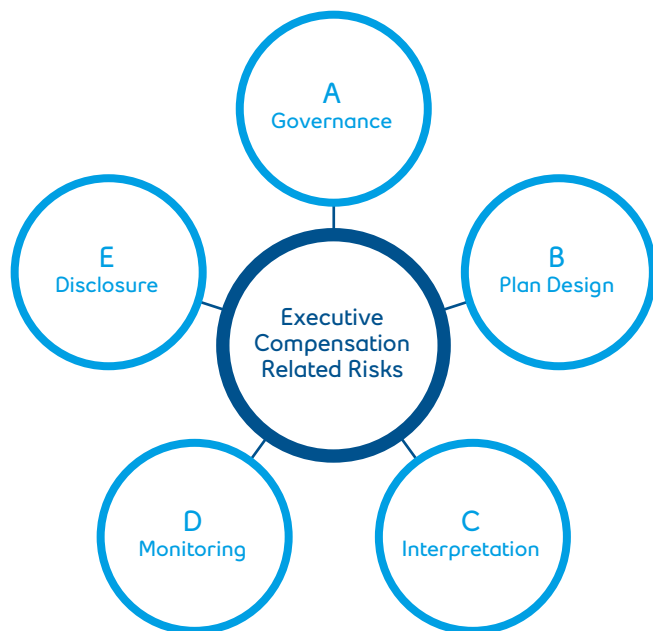 A
Governance
B
Plan Design
C
Interpretation
D
Monitoring
E
Disclosure
Executive
Compensation
Related Risks